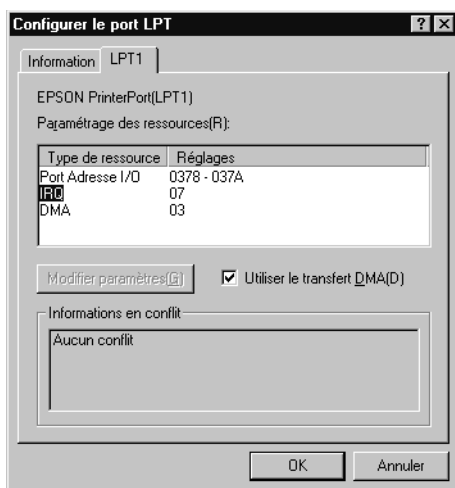 Configurer le port LPT
Information LPT1
EPSON PrinterPort(LPT1)
Paramétrage des ressources(R):
Type de ressource Réglages
Port Adresse I/O 0378 - 037A
IRQ 07
DMA 03
Modifier paramètres(G) Utiliser le transfert DMA(D)
Informations en conflit
Aucun conflit
OK Annuler